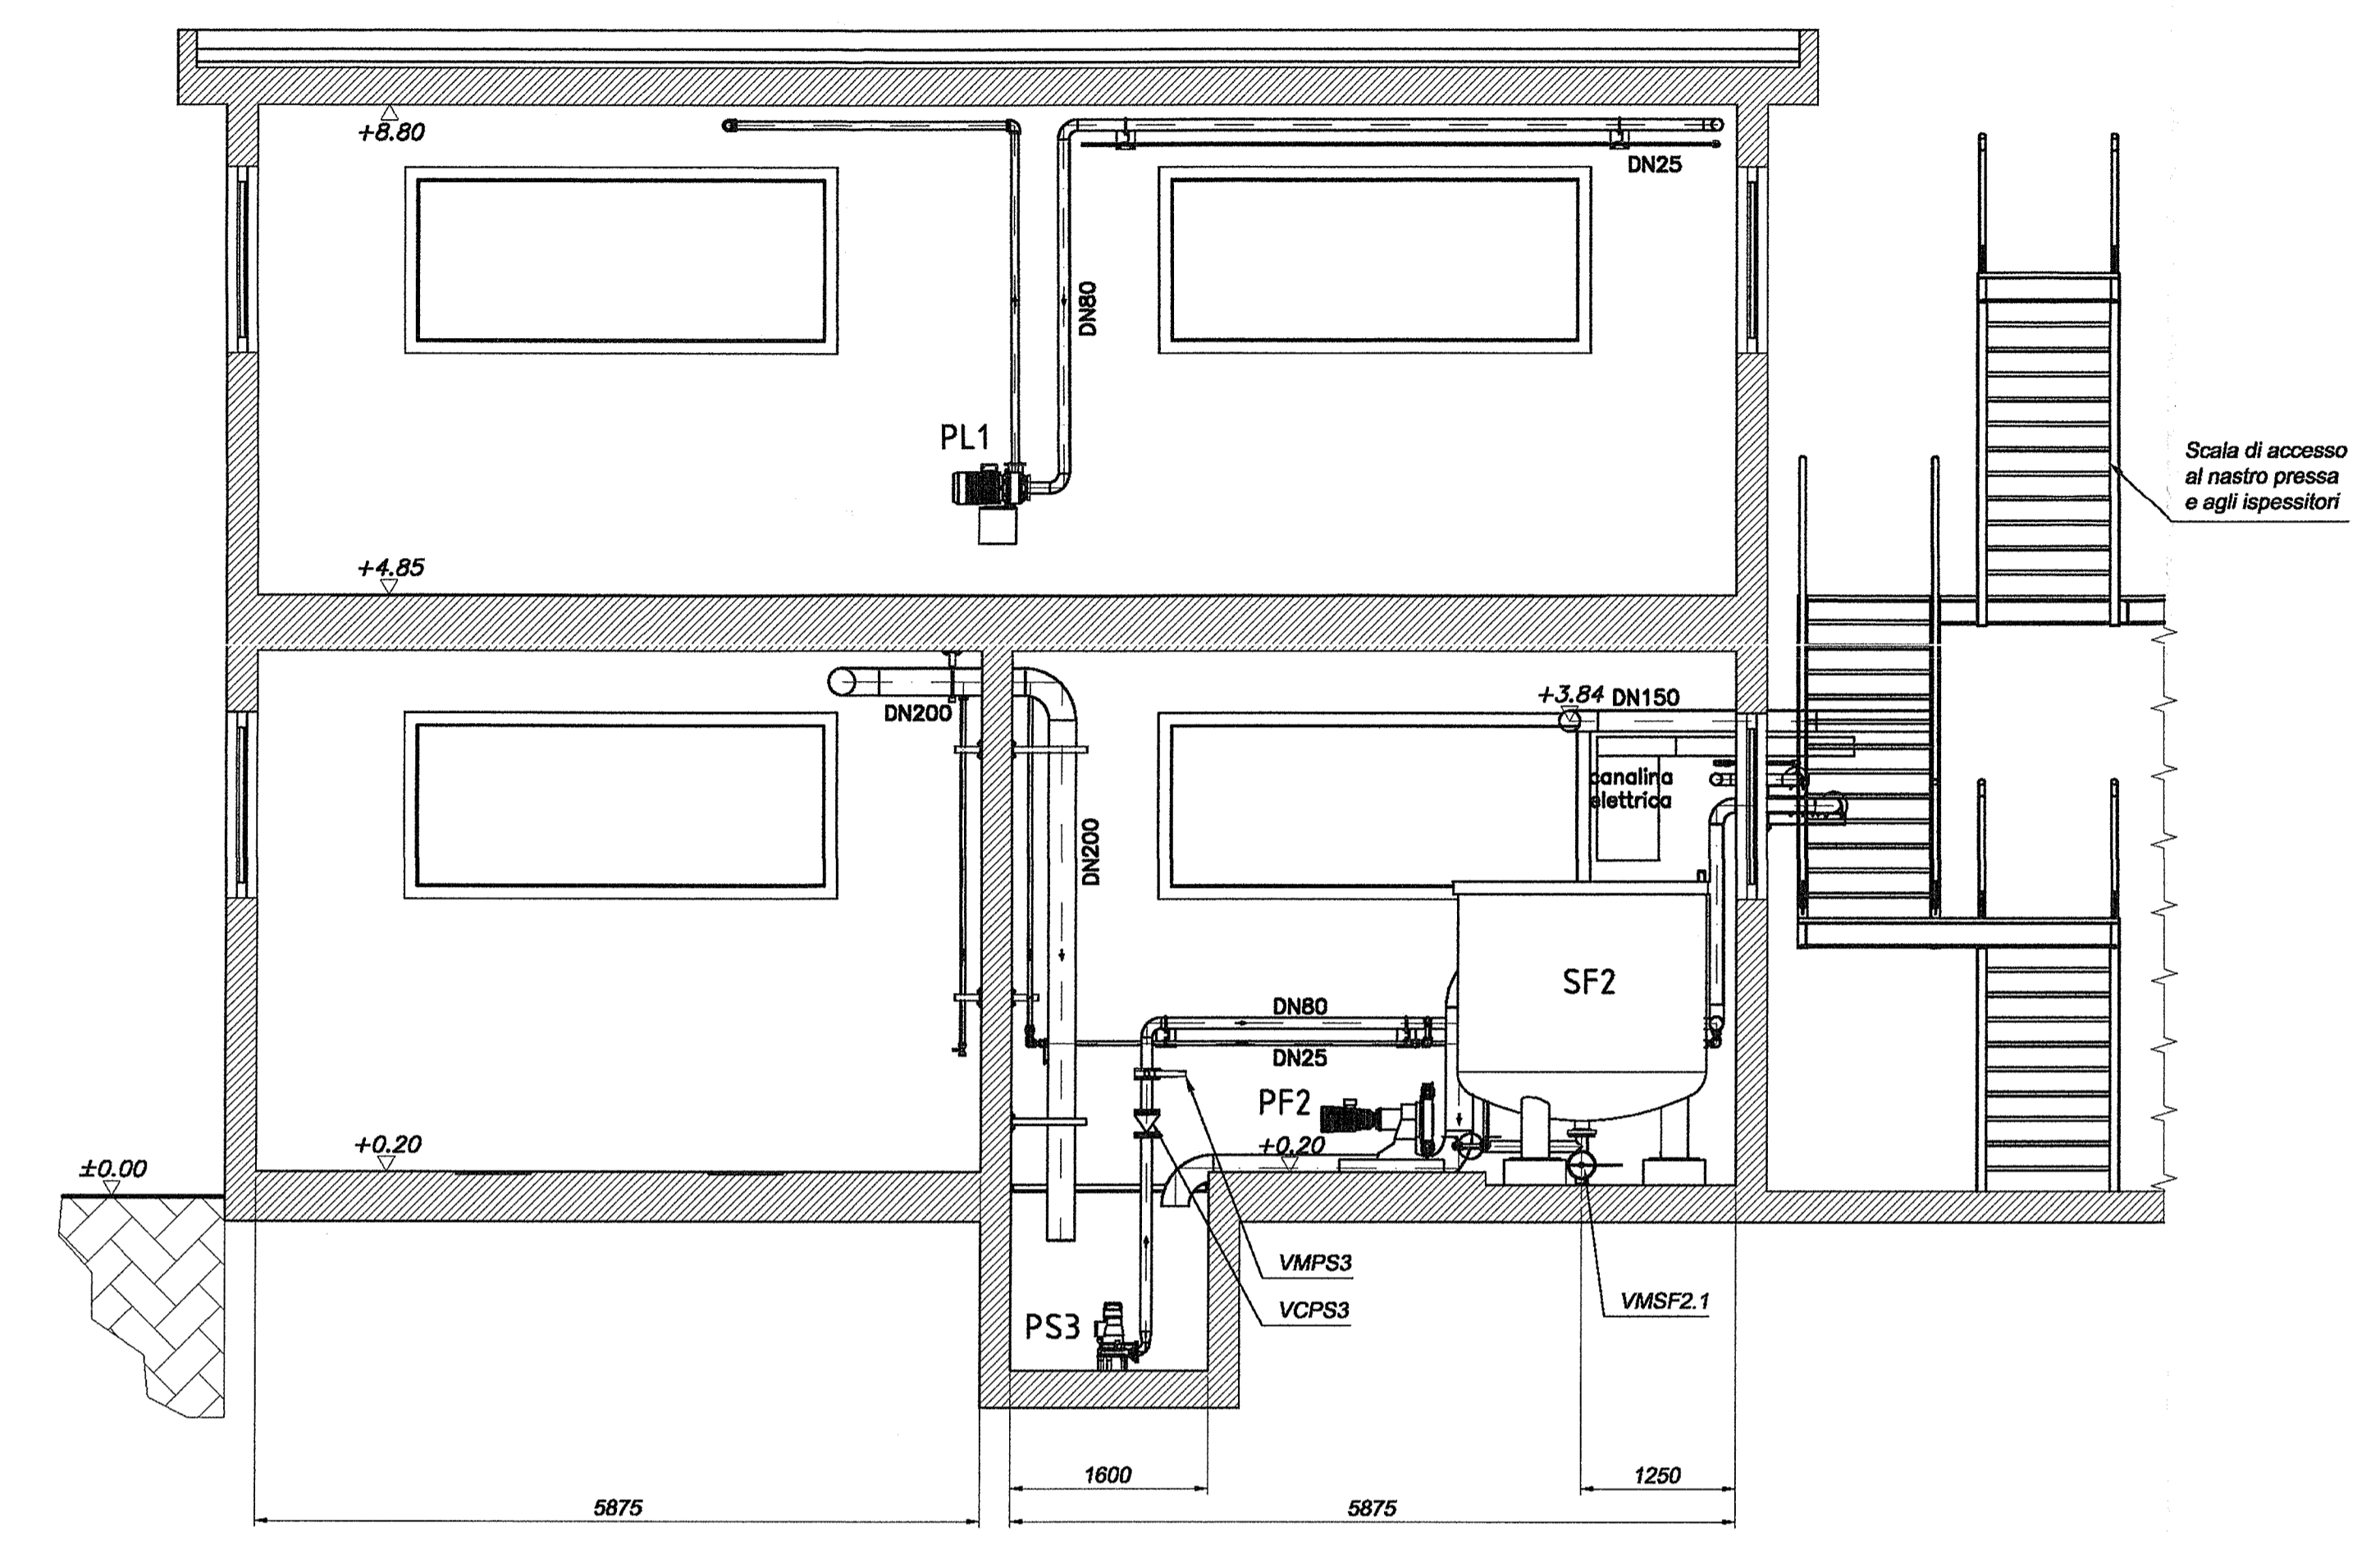 +8.80
DN25
DN80
PL1
Scala di accesso
al nastro pressa
e agli ispessitori
+4.85
DN200
+3.84 DN150
canalina
elettrica
DN200
SF2
DN80
DN25
PF2
+0.20
+0.20
±0.00
VMPS3
VCPS3
VMSF2.1
PS3
1600
1250
5875
5875